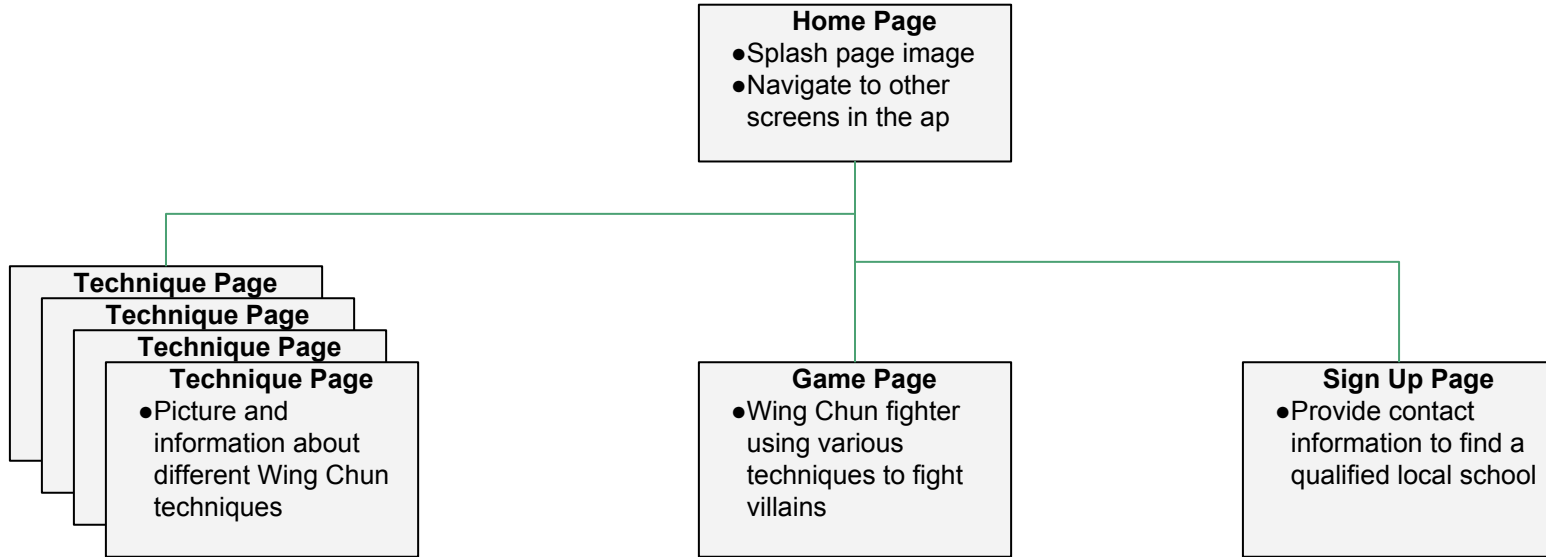 Home Page
●Splash page image
●Navigate to other
screens in the ap
Technique Page
Technique Page
Technique Page
Technique Page
●Picture and
information about
different Wing Chun
techniques
Game Page
●Wing Chun fighter
using various
techniques to fight
villains
Sign Up Page
●Provide contact
information to find a
qualified local school